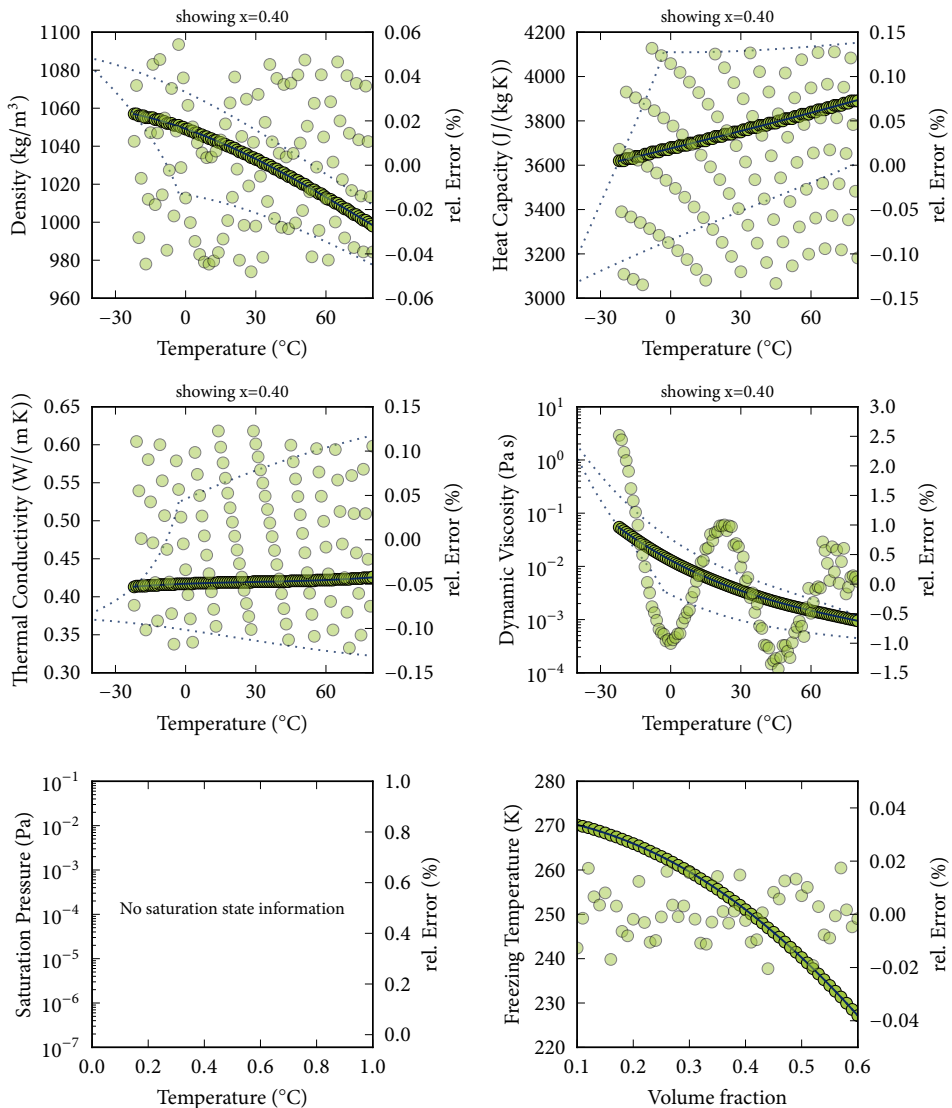 showing x=0.40
1100
1080
1060
1040
1020
1000
980
960
Density (kg/m³)
0.06
0.04
0.02
0.00
−0.02
−0.04
−0.06
rel. Error (%)
−30 0 30 60
Temperature (°C)
showing x=0.40
4200
4000
3800
3600
3400
3200
3000
Heat Capacity (J/(kg K))
0.15
0.10
0.05
0.00
−0.05
−0.10
−0.15
rel. Error (%)
−30 0 30 60
Temperature (°C)
showing x=0.40
0.65
0.60
0.55
0.50
0.45
0.40
0.35
0.30
Thermal Conductivity (W/(m K))
0.15
0.10
0.05
0.00
−0.05
−0.10
−0.15
rel. Error (%)
−30 0 30 60
Temperature (°C)
showing x=0.40
10¹
10⁰
10⁻¹
10⁻²
10⁻³
10⁻⁴
Dynamic Viscosity (Pa s)
3.0
2.5
2.0
1.5
1.0
0.5
0.0
−0.5
−1.0
−1.5
rel. Error (%)
−30 0 30 60
Temperature (°C)
10⁻¹
10⁻²
10⁻³
10⁻⁴
10⁻⁵
10⁻⁶
10⁻⁷
Saturation Pressure (Pa)
No saturation state information
1.0
0.8
0.6
0.4
0.2
0.0
rel. Error (%)
0.0 0.2 0.4 0.6 0.8 1.0
Temperature (°C)
280
270
260
250
240
230
220
Freezing Temperature (K)
0.04
0.02
0.00
−0.02
−0.04
rel. Error (%)
0.1 0.2 0.3 0.4 0.5 0.6
Volume fraction